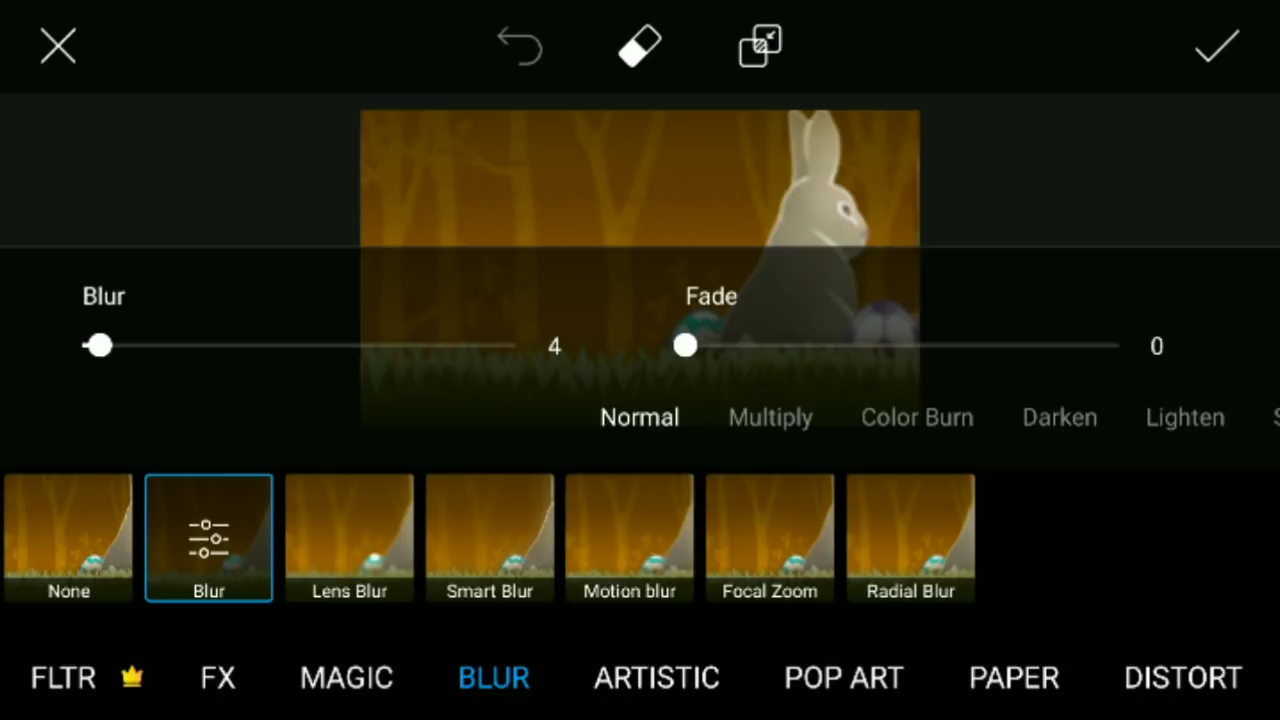 Blur
4
Fade
0
Normal Multiply Color Burn Darken Lighten
None Blur Lens Blur Smart Blur Motion blur Focal Zoom Radial Blur
FLTR FX MAGIC BLUR ARTISTIC POP ART PAPER DISTORT